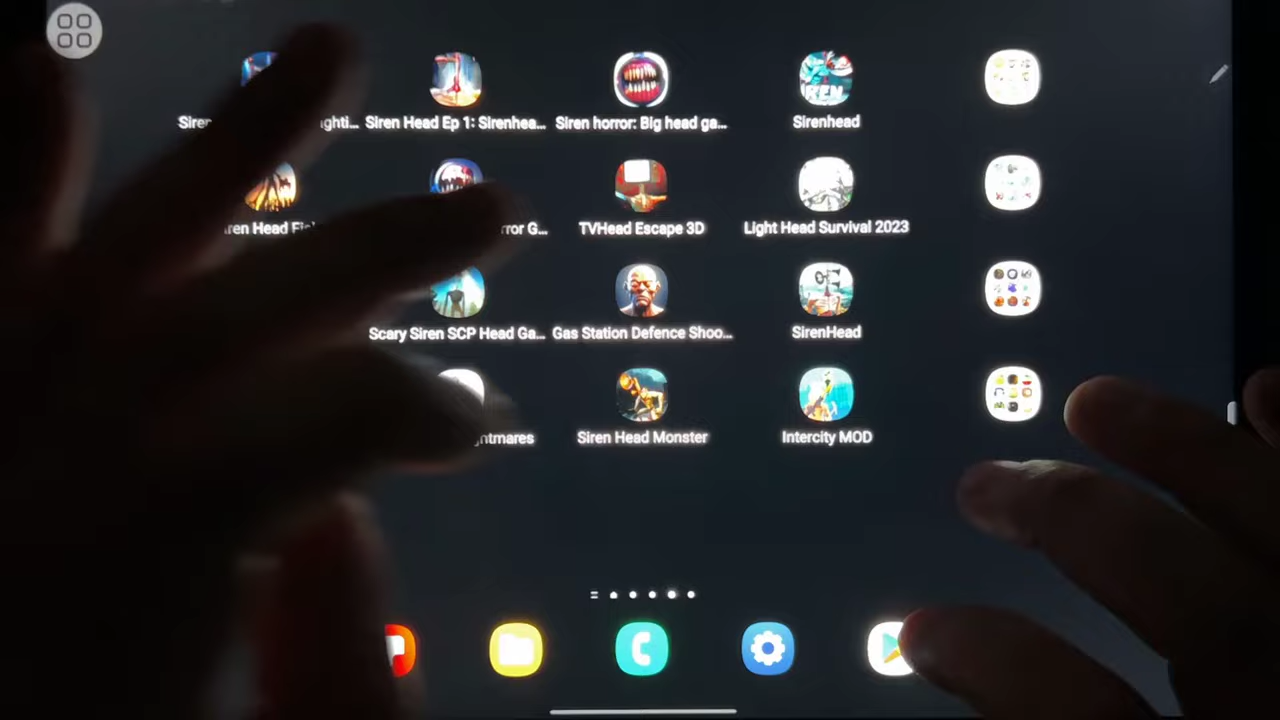 Siren Head Ep 1: Sirenhea...
Siren horror: Big head ga...
Sirenhead
TVHead Escape 3D
Light Head Survival 2023
Scary Siren SCP Head Ga...
Gas Station Defence Shoo...
SirenHead
Siren Head Monster
Intercity MOD